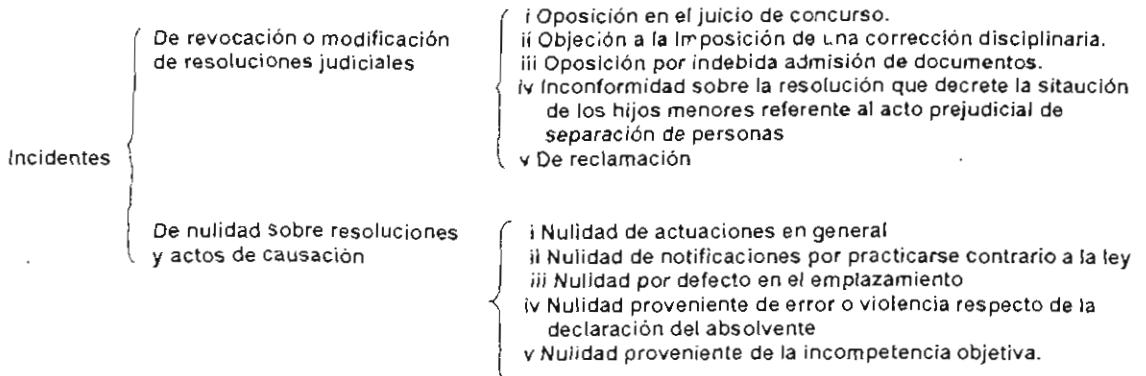 Incidentes
De revocación o modificación
de resoluciones judiciales
i Oposición en el juicio de concurso.
ii Objeción a la Imposición de una corrección disciplinaria.
iii Oposición por indebida admisión de documentos.
iv Inconformidad sobre la resolución que decrete la sitaución
de los hijos menores referente al acto prejudicial de
separación de personas
v De reclamación
De nulidad sobre resoluciones
y actos de causación
i Nulidad de actuaciones en general
ii Nulidad de notificaciones por practicarse contrario a la ley
iii Nulidad por defecto en el emplazamiento
iv Nulidad proveniente de error o violencia respecto de la
declaración del absolvente
v Nulidad proveniente de la incompetencia objetiva.